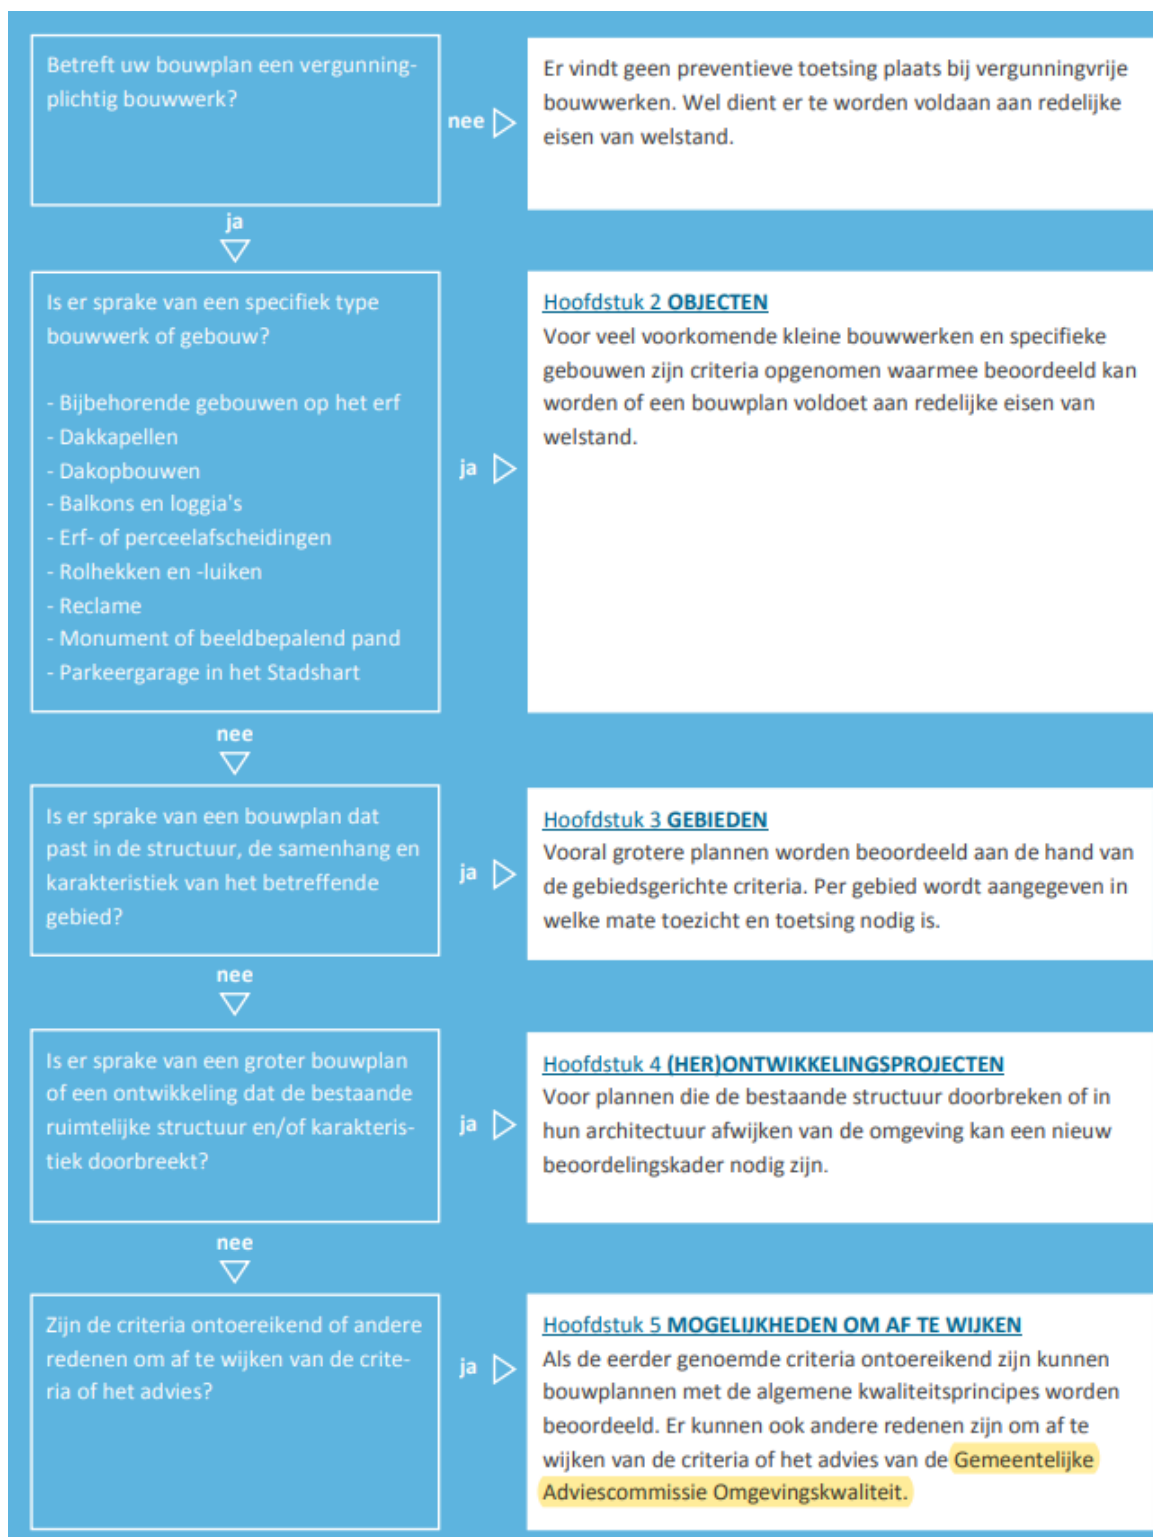 Betreft uw bouwplan een vergunning-
plichtig bouwwerk?
nee
Er vindt geen preventieve toetsing plaats bij vergunningvrije
bouwwerken. Wel dient er te worden voldaan aan redelijke
eisen van welstand.
ja
Is er sprake van een specifiek type
bouwwerk of gebouw?
- Bijbehorende gebouwen op het erf
- Dakkapellen
- Dakopbouwen
- Balkons en loggia's
- Erf- of perceelafscheidingen
- Rolhekken en -luiken
- Reclame
- Monument of beeldbepalend pand
- Parkeergarage in het Stadshart
ja
Hoofdstuk 2 OBJECTEN
Voor veel voorkomende kleine bouwwerken en specifieke
gebouwen zijn criteria opgenomen waarmee beoordeeld kan
worden of een bouwplan voldoet aan redelijke eisen van
welstand.
nee
Is er sprake van een bouwplan dat
past in de structuur, de samenhang en
karakteristiek van het betreffende
gebied?
ja
Hoofdstuk 3 GEBIEDEN
Vooral grotere plannen worden beoordeeld aan de hand van
de gebiedsgerichte criteria. Per gebied wordt aangegeven in
welke mate toezicht en toetsing nodig is.
nee
Is er sprake van een groter bouwplan
of een ontwikkeling dat de bestaande
ruimtelijke structuur en/of karakteris-
tiek doorbreekt?
ja
Hoofdstuk 4 (HER)ONTWIKKELINGSPROJECTEN
Voor plannen die de bestaande structuur doorbreken of in
hun architectuur afwijken van de omgeving kan een nieuw
beoordelingskader nodig zijn.
nee
Zijn de criteria ontoereikend of andere
redenen om af te wijken van de crite-
ria of het advies?
ja
Hoofdstuk 5 MOGELIJKHEDEN OM AF TE WIJKEN
Als de eerder genoemde criteria ontoereikend zijn kunnen
bouwplannen met de algemene kwaliteitsprincipes worden
beoordeeld. Er kunnen ook andere redenen zijn om af te
wijken van de criteria of het advies van de Gemeentelijke
Adviescommissie Omgevingskwaliteit.